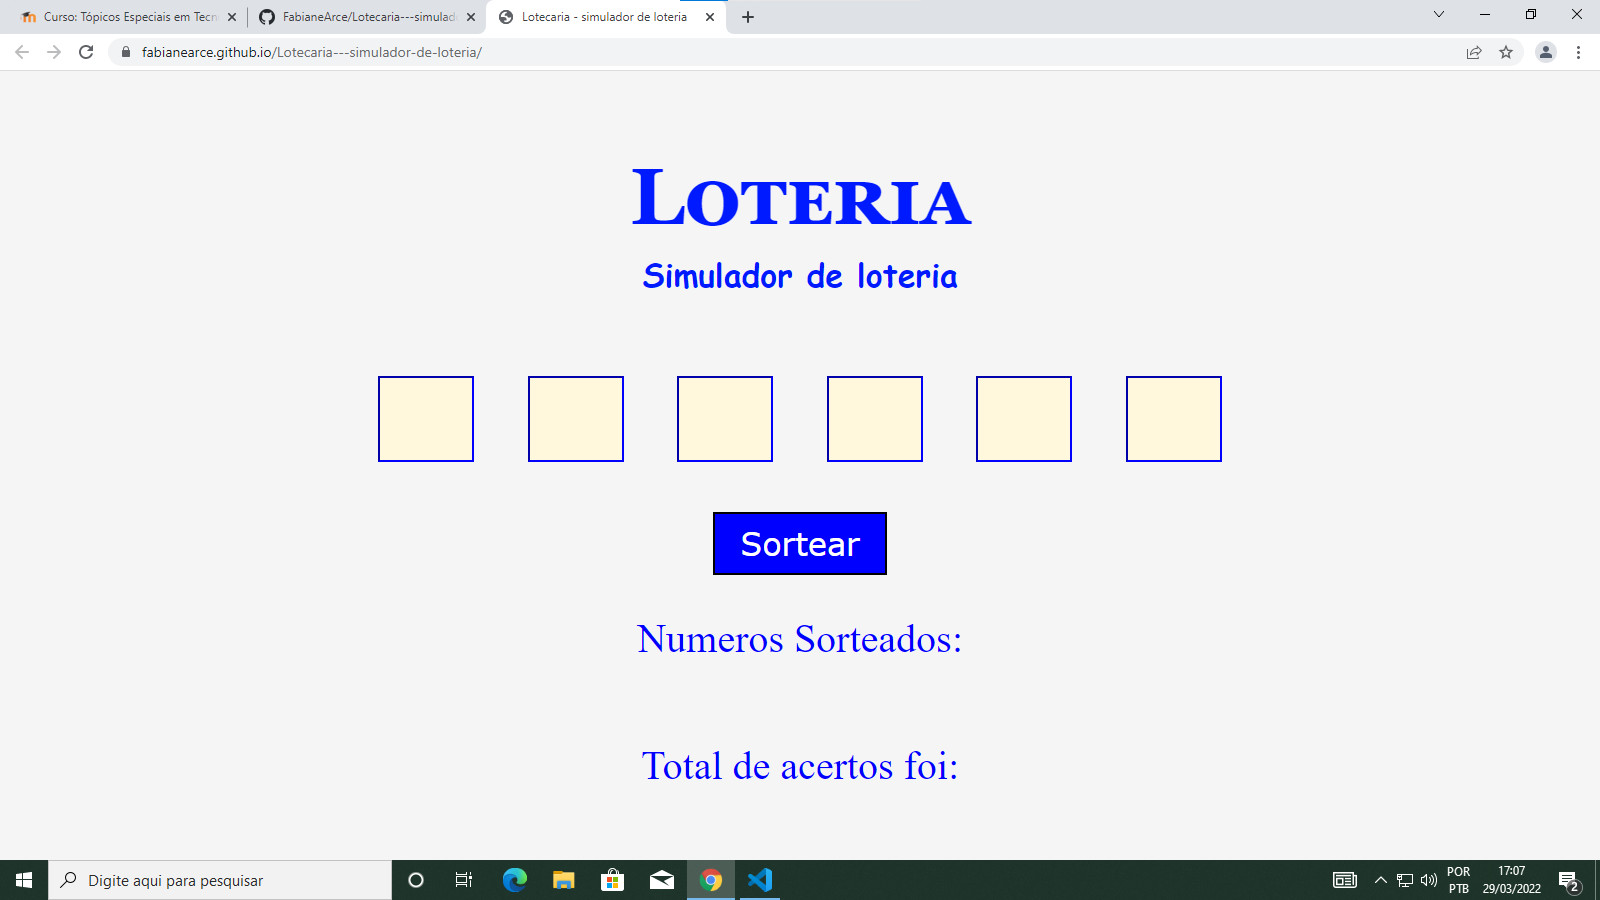 Curso: Tópicos Especiais em Tecn
FabianeArce/Lotecaria---simulad
Lotecaria - simulador de loteria
fabianearce.github.io/Lotecaria---simulador-de-loteria/
LOTERIA
Simulador de loteria
Sortear
Numeros Sorteados:
Total de acertos foi:
Digite aqui para pesquisar
POR
PTB
17:07
29/03/2022
2